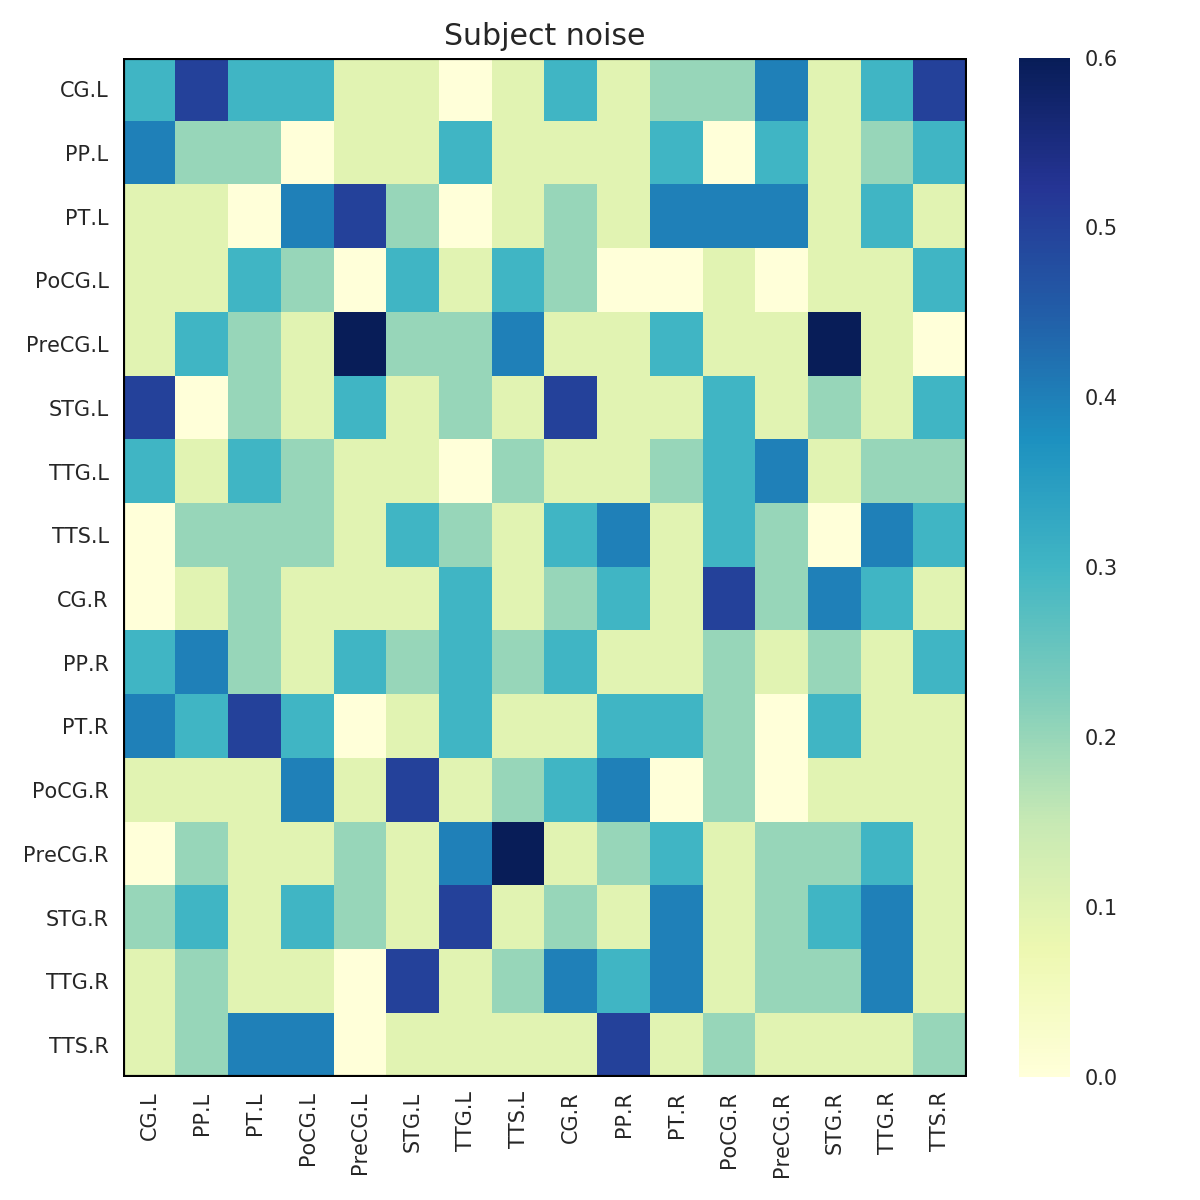 Subject noise
CG.L
PP.L
PT.L
PoCG.L
PreCG.L
STG.L
TTG.L
TTS.L
CG.R
PP.R
PT.R
PoCG.R
PreCG.R
STG.R
TTG.R
TTS.R
CG.L
PP.L
PT.L
PoCG.L
PreCG.L
STG.L
TTG.L
TTS.L
CG.R
PP.R
PT.R
PoCG.R
PreCG.R
STG.R
TTG.R
TTS.R
0.6
0.5
0.4
0.3
0.2
0.1
0.0